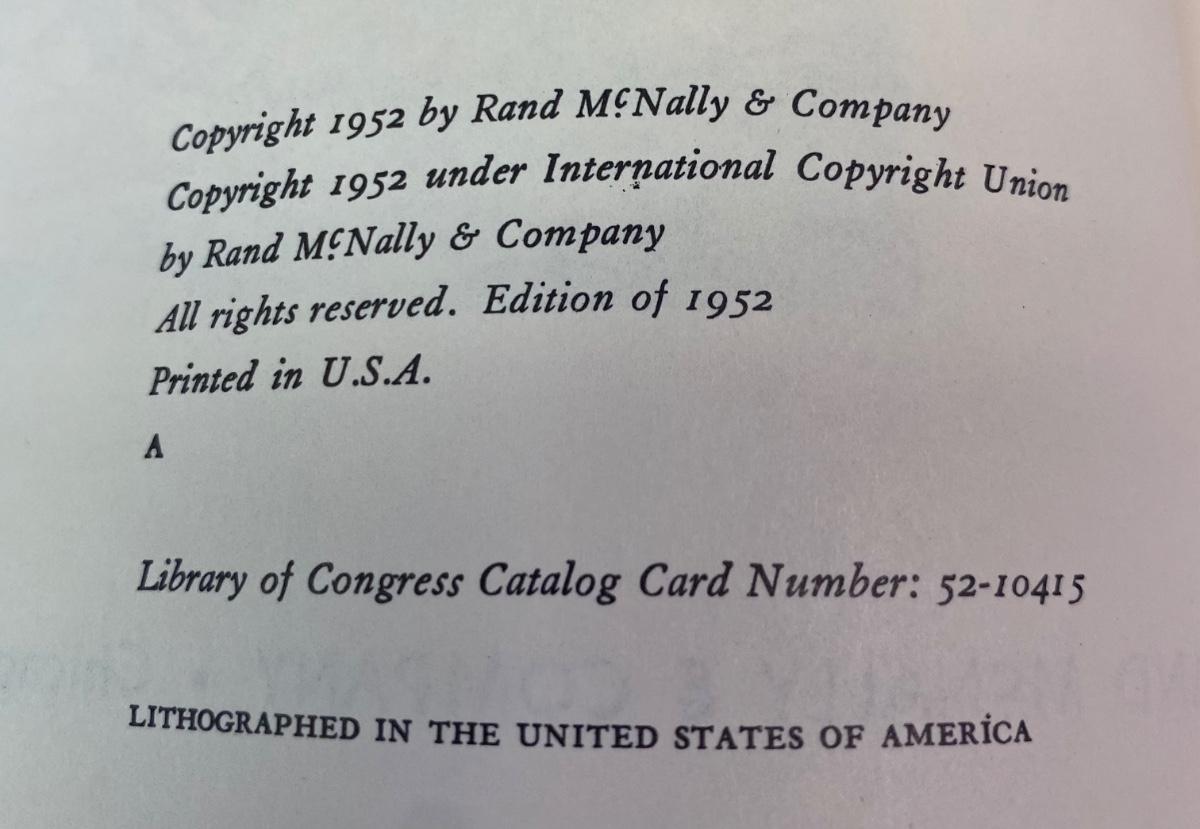 Copyright 1952 by Rand McNally & Company
Copyright 1952 under International Copyright Union
by Rand McNally & Company
All rights reserved. Edition of 1952
Printed in U.S.A.
A
Library of Congress Catalog Card Number: 52-10415
LITHOGRAPHED IN THE UNITED STATES OF AMERICA